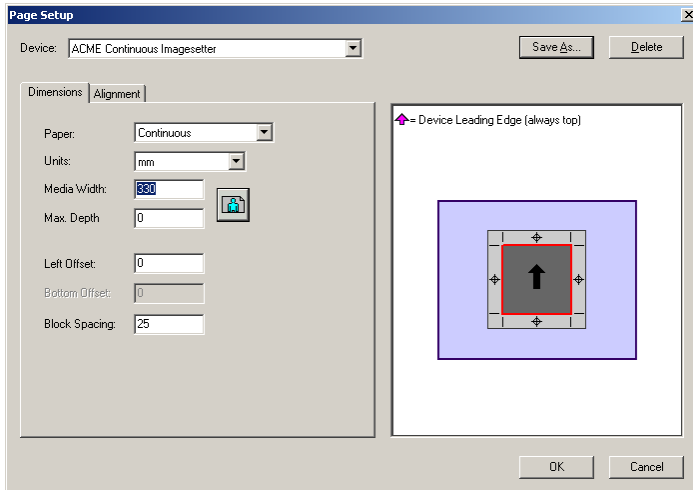 Page Setup
Device: ACME Continuous Imagesetter Save As... Delete
Dimensions Alignment
= Device Leading Edge (always top)
Paper: Continuous
Units: mm
Media Width: 330
Max. Depth 0
Left Offset: 0
Bottom Offset: 0
Block Spacing: 25
OK Cancel